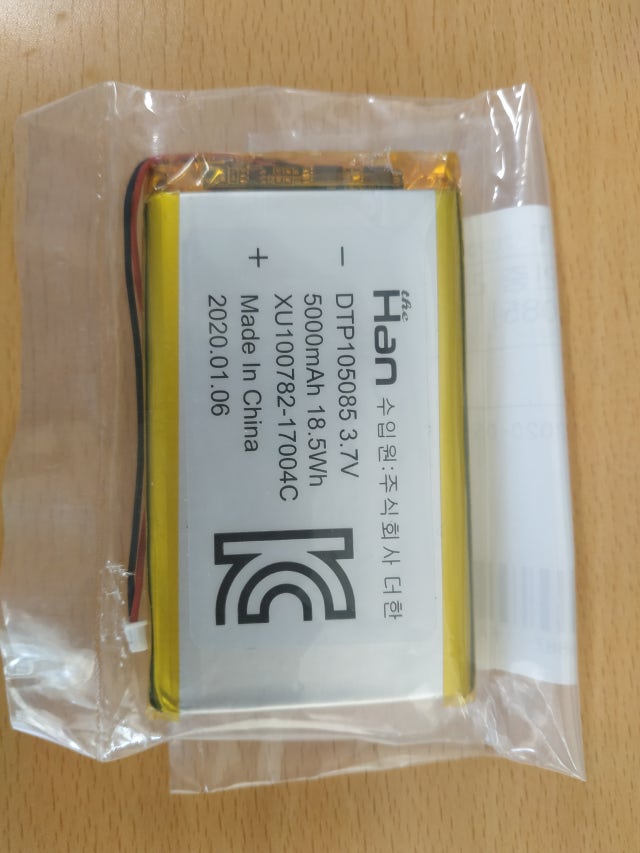 the
Han 수입원:주식회사 더한
DTP105085 3.7V
5000mAh 18.5Wh
XU100782-17004C
Made In China
2020.01.06
− +
KC